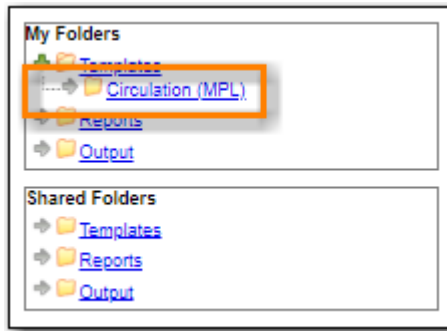 My Folders
Templates
Circulation (MPL)
Reports
Output
Shared Folders
Templates
Reports
Output